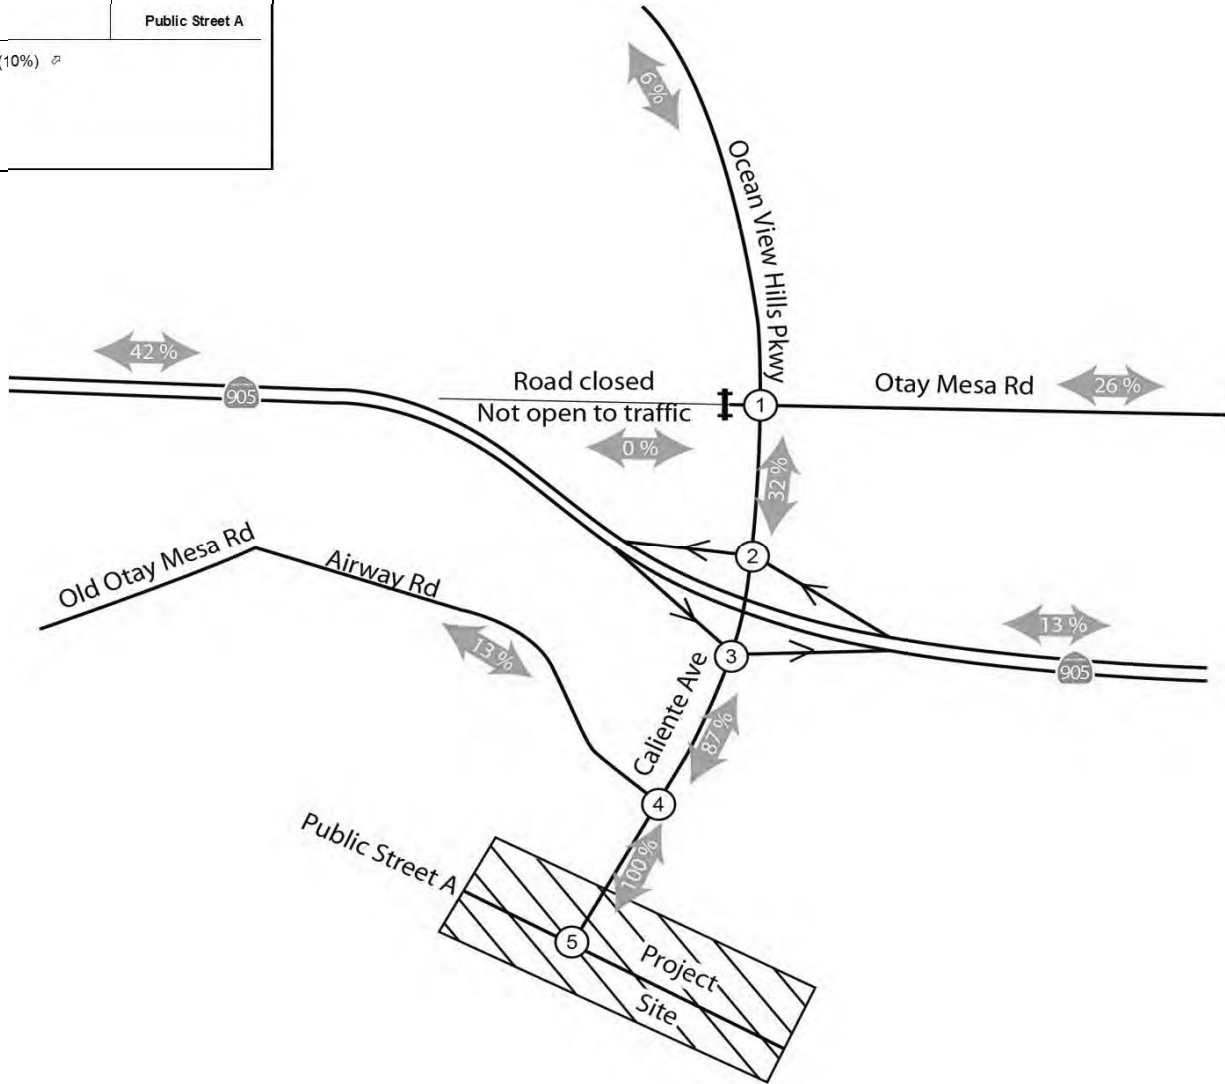 Public Street A
(10%)
6 %
Ocean View Hills Pkwy
42 %
905
Road closed
Not open to traffic
0 %
1
Otay Mesa Rd
26 %
32 %
2
Old Otay Mesa Rd
Airway Rd
13 %
3
13 %
905
Caliente Ave
87 %
4
100 %
Public Street A
5
Project
Site